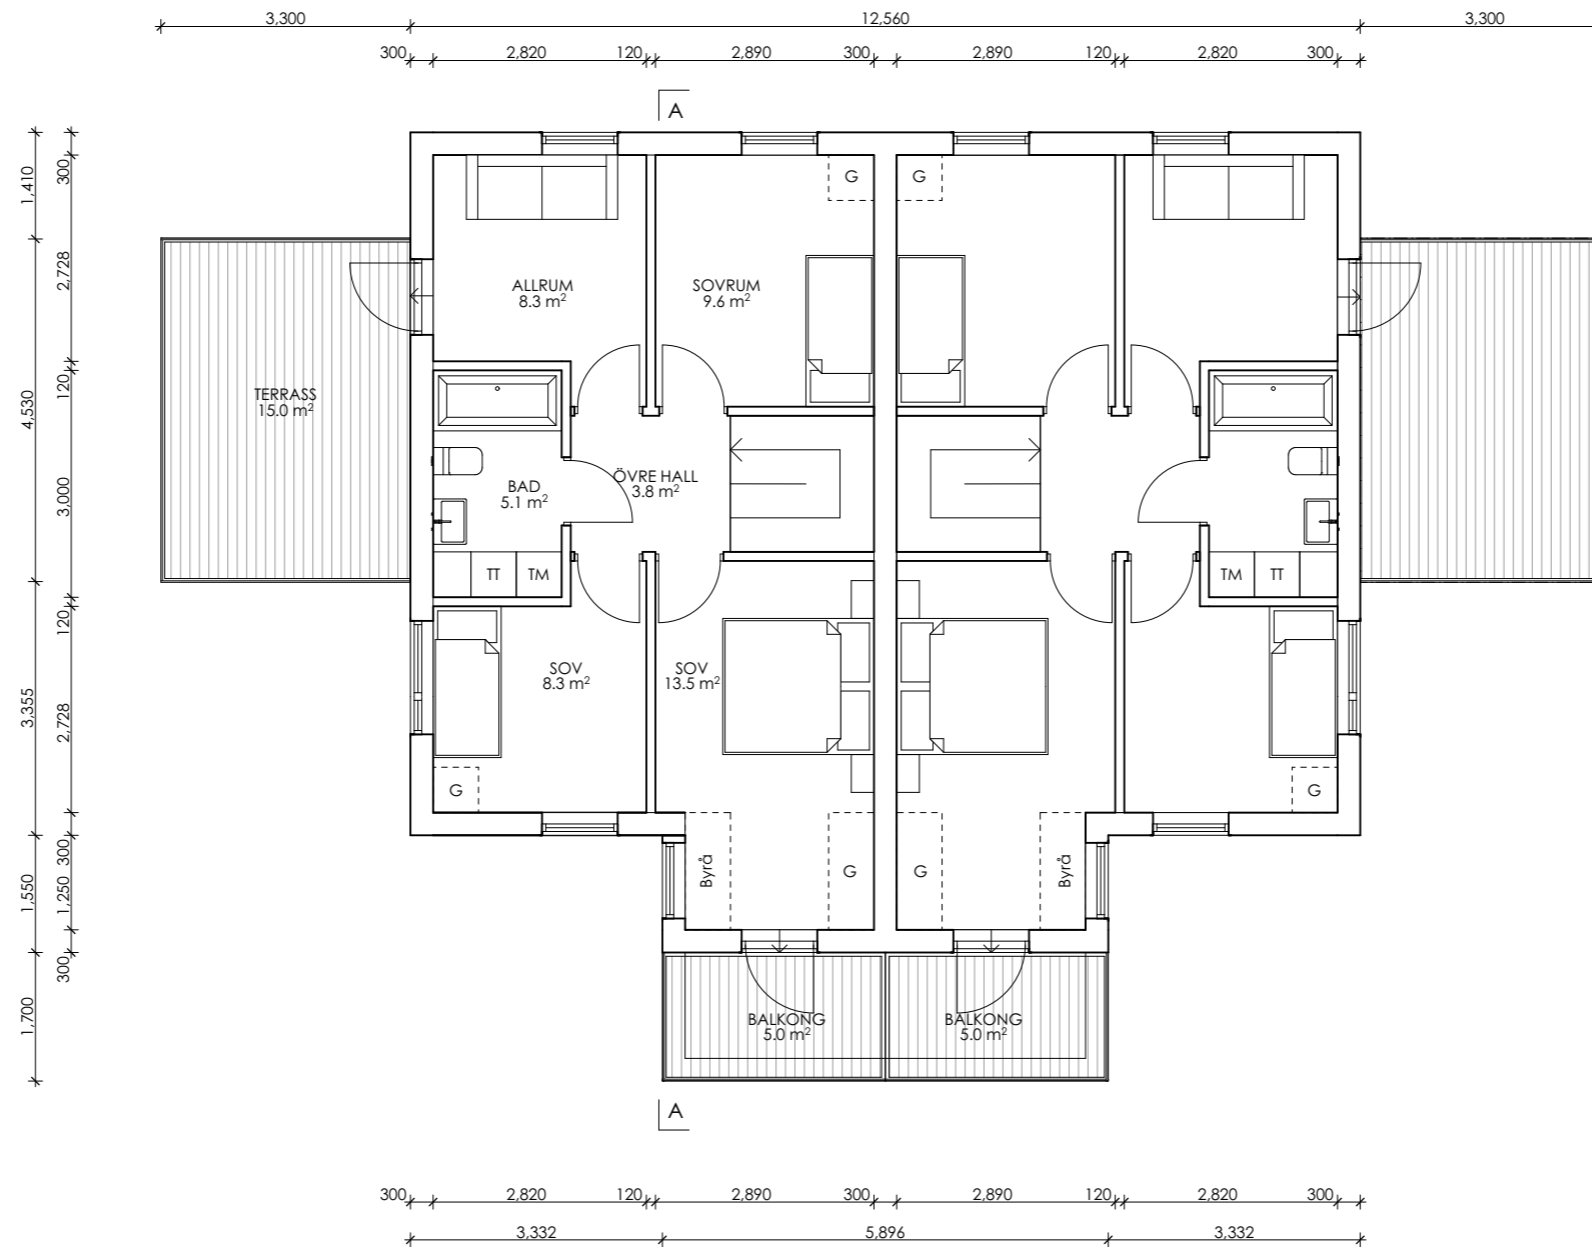 3,300 12,560 3,300
300 2,820 120 2,890 300 2,890 120 2,820 300
A
1,410
4,530
3,355
1,550
1,700
300
2,728
120
3,000
120
2,728
300
1,250
300
G G
ALLRUM
8.3 m²
SOVRUM
9.6 m²
TERRASS
15.0 m²
BAD
5.1 m²
ÖVRE HALL
3.8 m²
TT TM TM TT
SOV
8.3 m²
SOV
13.5 m²
G G
Byrå G G Byrå
BALKONG
5.0 m²
BALKONG
5.0 m²
A
300 2,820 120 2,890 300 2,890 120 2,820 300
3,332 5,896 3,332